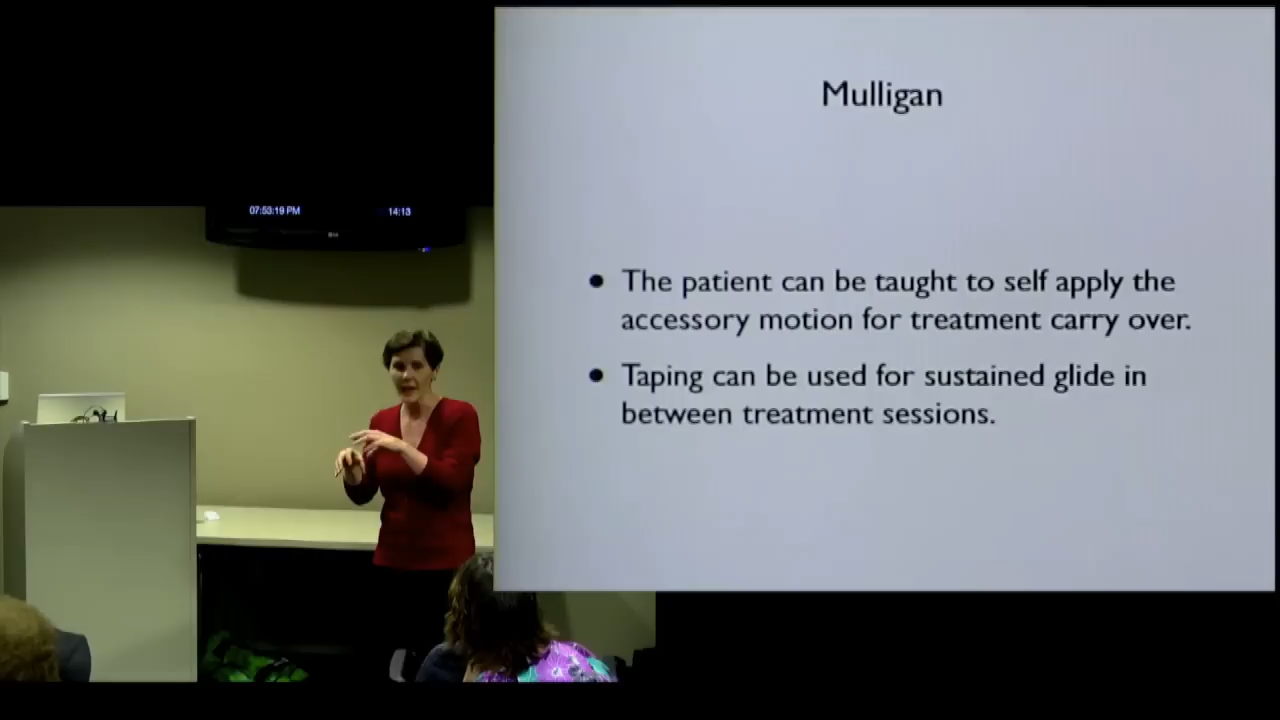 Mulligan
07:53:19 PM 14:13
• The patient can be taught to self apply the
accessory motion for treatment carry over.
• Taping can be used for sustained glide in
between treatment sessions.